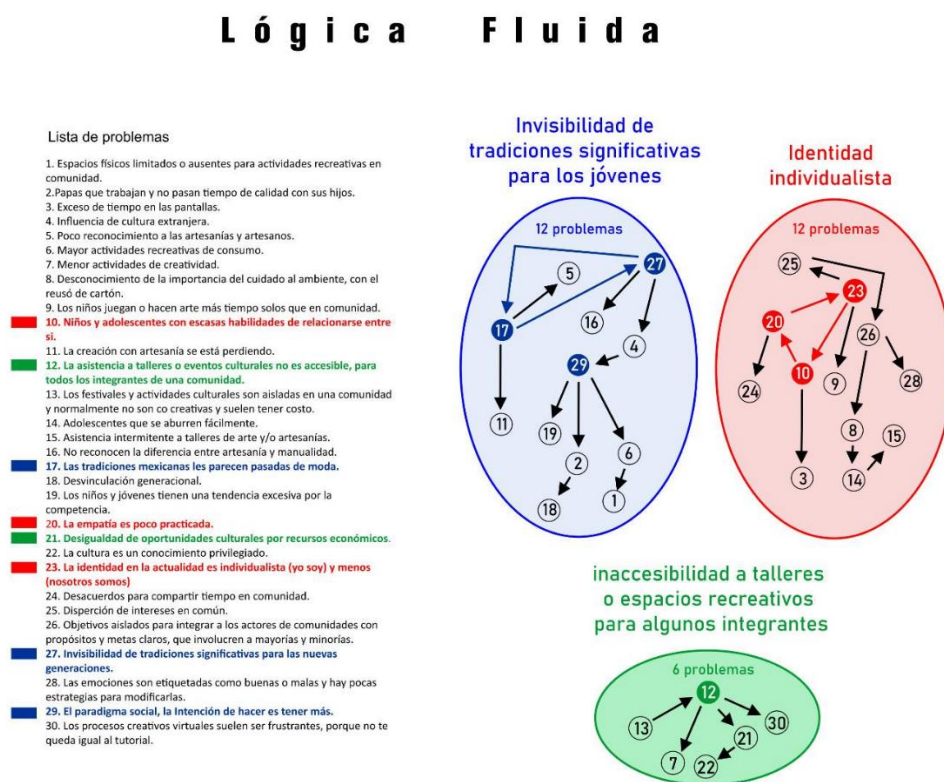 Lógica Fluida
Lista de problemas
1. Espacios físicos limitados o ausentes para actividades recreativas en
comunidad.
2.Papas que trabajan y no pasan tiempo de calidad con sus hijos.
3. Exceso de tiempo en las pantallas.
4. Influencia de cultura extranjera.
5. Poco reconocimiento a las artesanías y artesanos.
6. Mayor actividades recreativas de consumo.
7. Menor actividades de creatividad.
8. Desconocimiento de la importancia del cuidado al ambiente, con el
reusó de cartón.
9. Los niños juegan o hacen arte más tiempo solos que en comunidad.
10. Niños y adolescentes con escasas habilidades de relacionarse entre
si.
11. La creación con artesanía se está perdiendo.
12. La asistencia a talleres o eventos culturales no es accesible, para
todos los integrantes de una comunidad.
13. Los festivales y actividades culturales son aisladas en una comunidad
y normalmente no son co creativas y suelen tener costo.
14. Adolescentes que se aburren fácilmente.
15. Asistencia intermitente a talleres de arte y/o artesanías.
16. No reconocen la diferencia entre artesanía y manualidad.
17. Las tradiciones mexicanas les parecen pasadas de moda.
18. Desvinculación generacional.
19. Los niños y jóvenes tienen una tendencia excesiva por la
competencia.
20. La empatía es poco practicada.
21. Desigualdad de oportunidades culturales por recursos económicos.
22. La cultura es un conocimiento privilegiado.
23. La identidad en la actualidad es individualista (yo soy) y menos
(nosotros somos)
24. Desacuerdos para compartir tiempo en comunidad.
25. Disperción de intereses en común.
26. Objetivos aislados para integrar a los actores de comunidades con
propósitos y metas claros, que involucren a mayorías y minorías.
27. Invisibilidad de tradiciones significativas para las nuevas
generaciones.
28. Las emociones son etiquetadas como buenas o malas y hay pocas
estrategias para modificarlas.
29. El paradigma social, la Intención de hacer es tener más.
30. Los procesos creativos virtuales suelen ser frustrantes, porque no te
queda igual al tutorial.
Invisibilidad de
tradiciones significativas
para los jóvenes
12 problemas
27
5
16
17
4
29
11
19
2
6
18
1
Identidad
individualista
12 problemas
25
23
20
26
10
9
28
24
8
15
3
14
inaccesibilidad a talleres
o espacios recreativos
para algunos integrantes
6 problemas
12
13
21
30
7
22